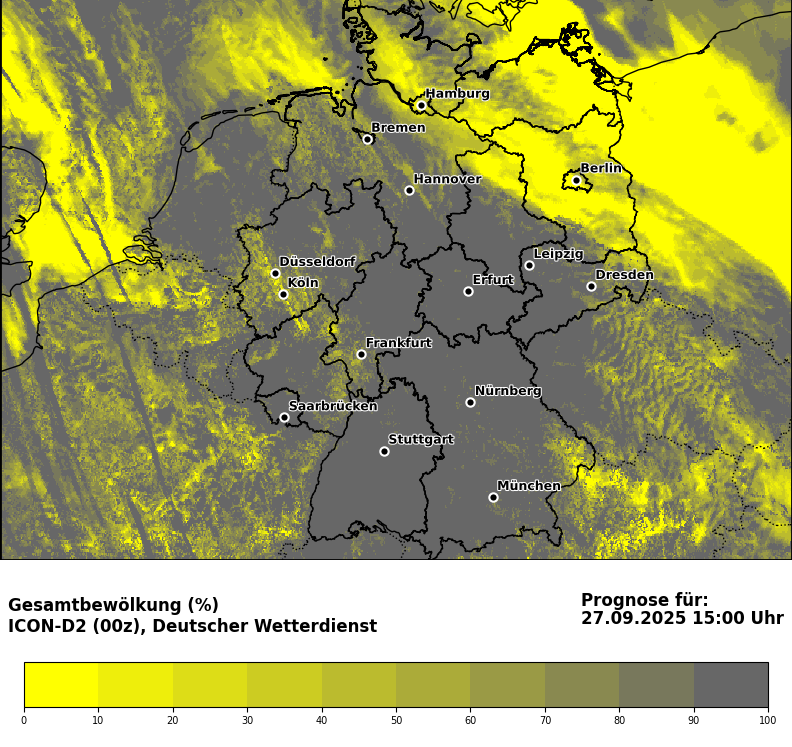 Hamburg
Bremen
Hannover
Berlin
Düsseldorf
Köln
Leipzig
Erfurt
Dresden
Frankfurt
Saarbrücken
Nürnberg
Stuttgart
München
Gesamtbewölkung (%)
ICON-D2 (00z), Deutscher Wetterdienst
Prognose für:
27.09.2025 15:00 Uhr
0 10 20 30 40 50 60 70 80 90 100